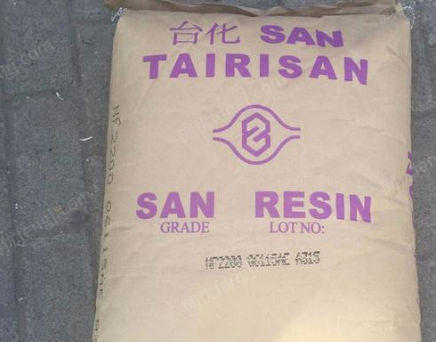 台化 SAN
TAIRISAN
SAN RESIN
GRADE LOT NO:
NF2200